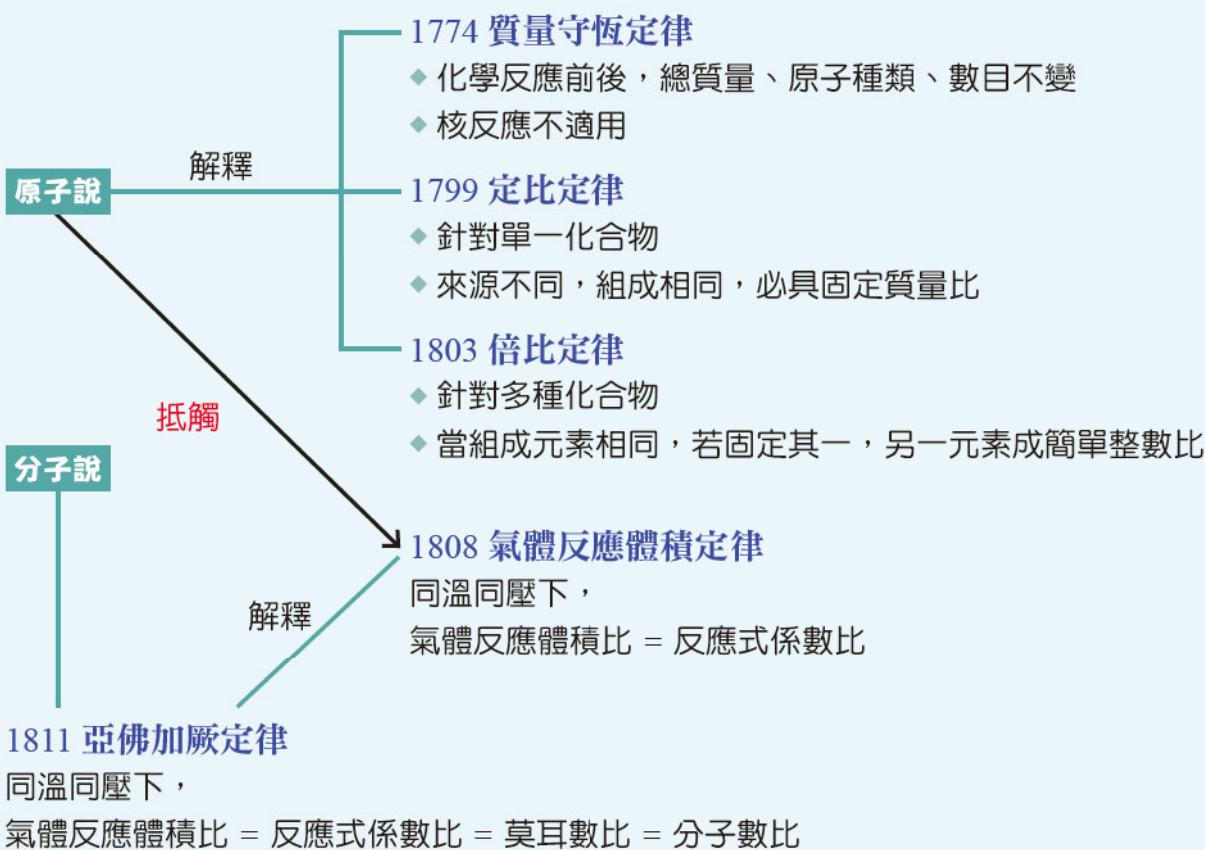 1774 質量守恆定律
◆ 化學反應前後，總質量、原子種類、數目不變
◆ 核反應不適用
解釋
原子說
1799 定比定律
◆ 針對單一化合物
◆ 來源不同，組成相同，必具固定質量比
1803 倍比定律
◆ 針對多種化合物
抵觸
◆ 當組成元素相同，若固定其一，另一元素成簡單整數比
分子說
1808 氣體反應體積定律
同溫同壓下，
解釋
氣體反應體積比 = 反應式係數比
1811 亞佛加厥定律
同溫同壓下，
氣體反應體積比 = 反應式係數比 = 莫耳數比 = 分子數比